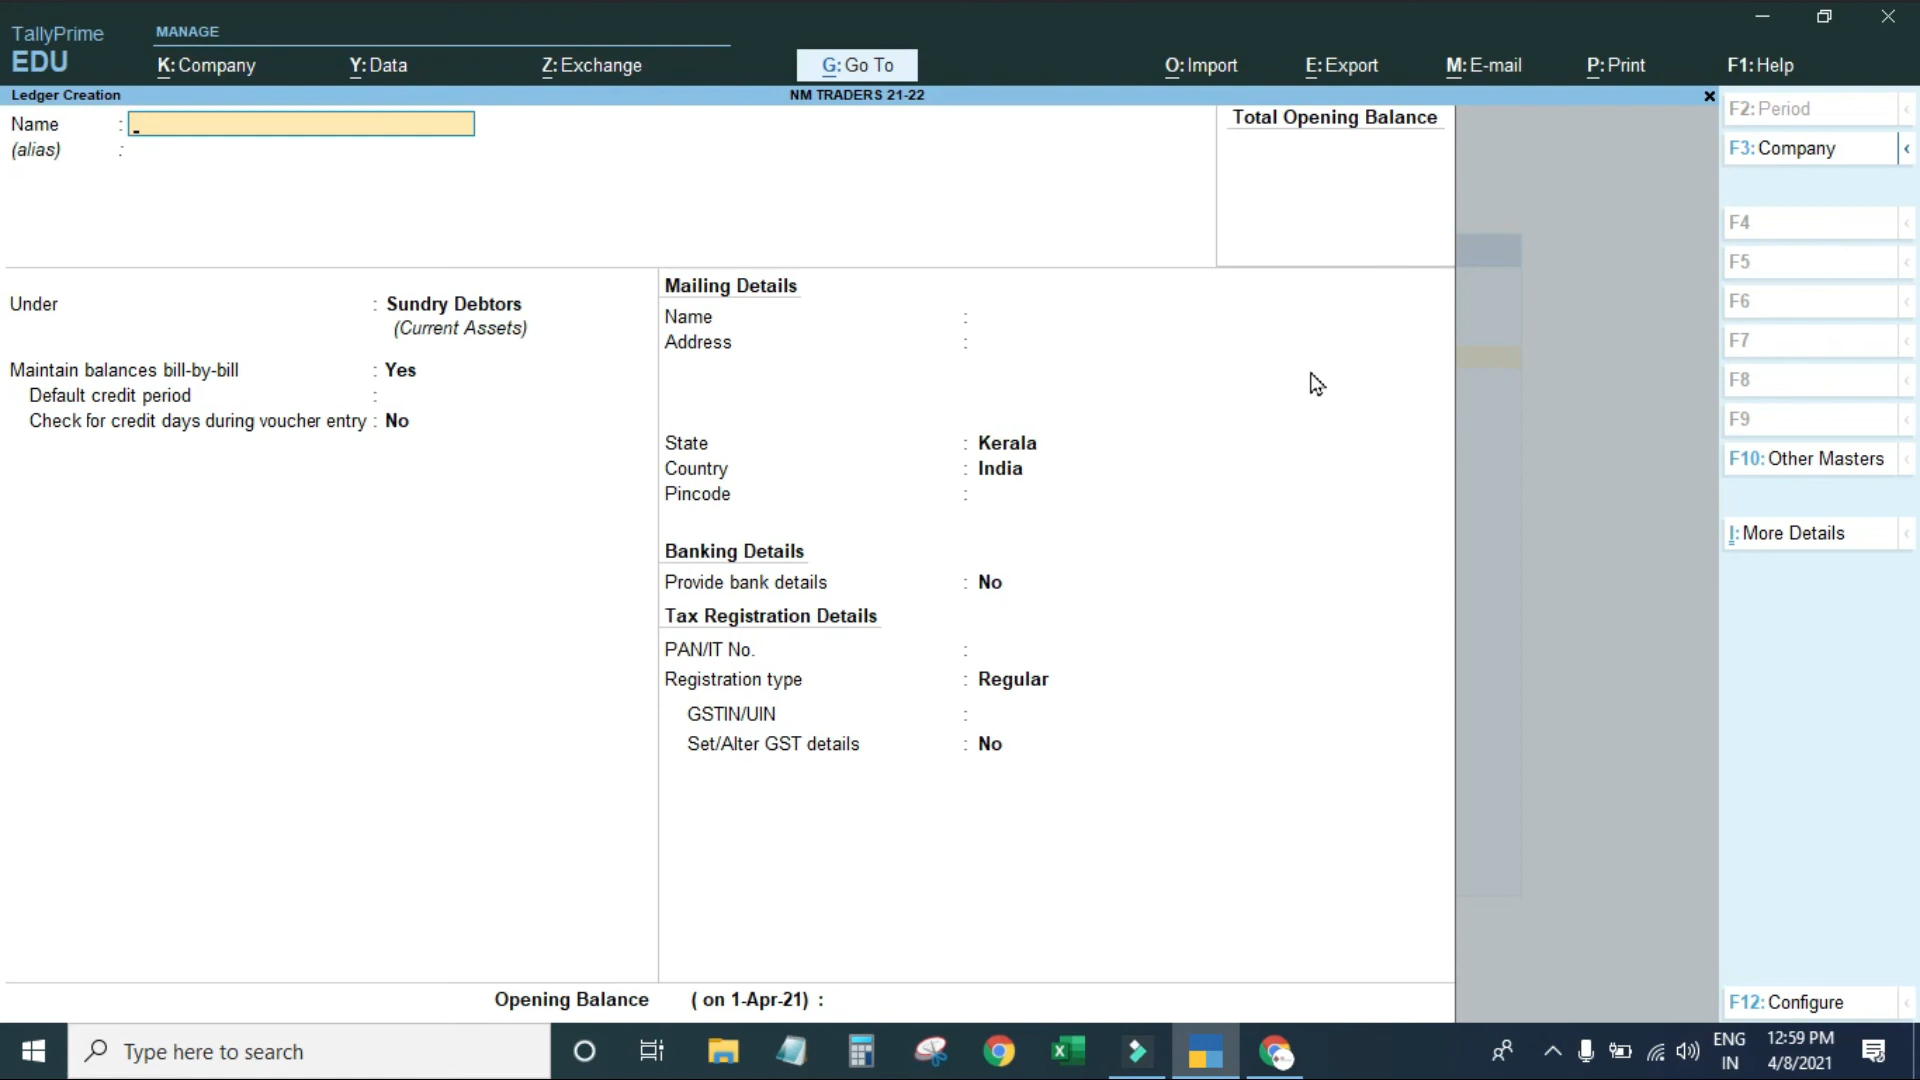 TallyPrime
EDU
MANAGE
K: Company
Y: Data
Z: Exchange
G: Go To
O: Import
E: Export
M: E-mail
P: Print
F1: Help
Ledger Creation
NM TRADERS 21-22
Name :
(alias) :
Total Opening Balance
Under : Sundry Debtors
(Current Assets)
Maintain balances bill-by-bill : Yes
Default credit period :
Check for credit days during voucher entry : No
Mailing Details
Name :
Address :
State : Kerala
Country : India
Pincode :
Banking Details
Provide bank details : No
Tax Registration Details
PAN/IT No. :
Registration type : Regular
GSTIN/UIN :
Set/Alter GST details : No
Opening Balance ( on 1-Apr-21) :
F2: Period
F3: Company
F4
F5
F6
F7
F8
F9
F10: Other Masters
I: More Details
F12: Configure
Type here to search
ENG
IN
12:59 PM
4/8/2021